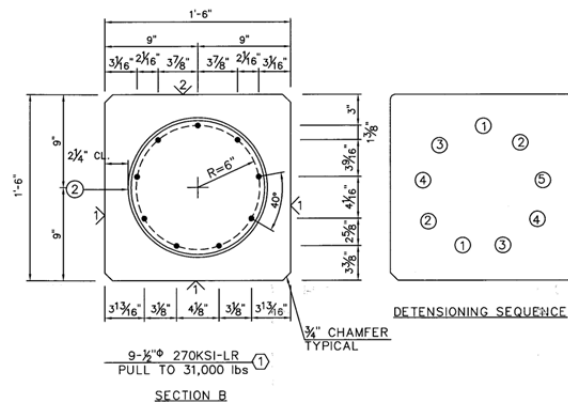 1'-6"
9" 9"
3 1/16" 2 1/16" 3 7/8" 3 7/8" 2 1/16" 3 1/16"
2
1'-6"
9"
9"
2 1/4" CL.
2
1
R=6"
40°
1
1
3"
1 3/8"
3 9/16"
4 1/16"
2 5/8"
3 3/8"
3 13/16" 3 1/8" 4 1/8" 3 1/8" 3 13/16"
3/4" CHAMFER
TYPICAL
9-1/2"Φ 270KSI-LR
PULL TO 31,000 lbs
1
SECTION B
1
3 2
4 5
2 4
1 3
DETENSIONING SEQUENCE